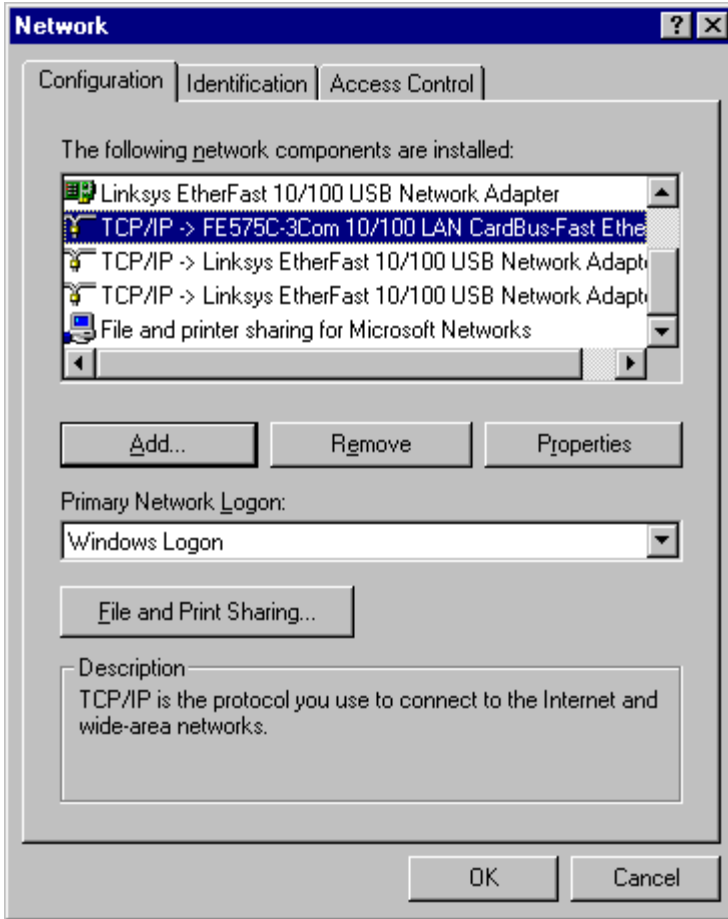 Network
Configuration Identification Access Control
The following network components are installed:
Linksys EtherFast 10/100 USB Network Adapter
TCP/IP -> FE575C-3Com 10/100 LAN CardBus-Fast Ethe
TCP/IP -> Linksys EtherFast 10/100 USB Network Adapt
TCP/IP -> Linksys EtherFast 10/100 USB Network Adapt
File and printer sharing for Microsoft Networks
Add... Remove Properties
Primary Network Logon:
Windows Logon
File and Print Sharing...
Description
TCP/IP is the protocol you use to connect to the Internet and
wide-area networks.
OK Cancel